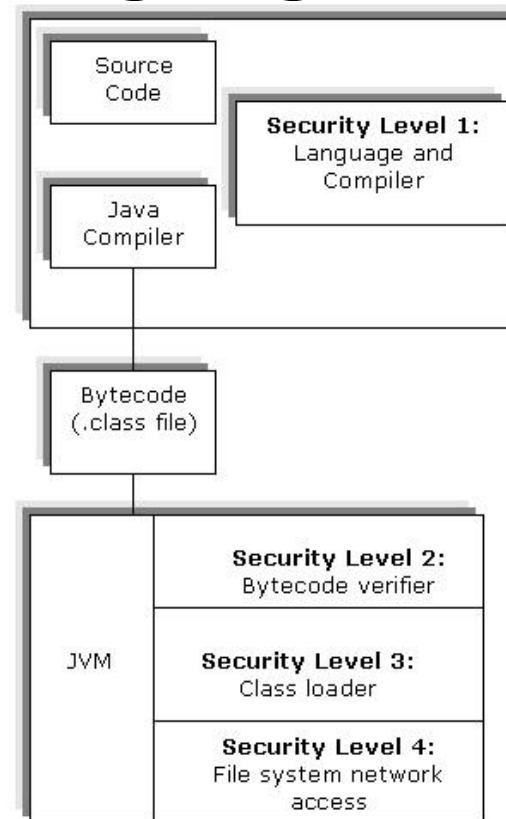 Source
Code
Security Level 1:
Language and
Compiler
Java
Compiler
Bytecode
(.class file)
JVM
Security Level 2:
Bytecode verifier
Security Level 3:
Class loader
Security Level 4:
File system network
access